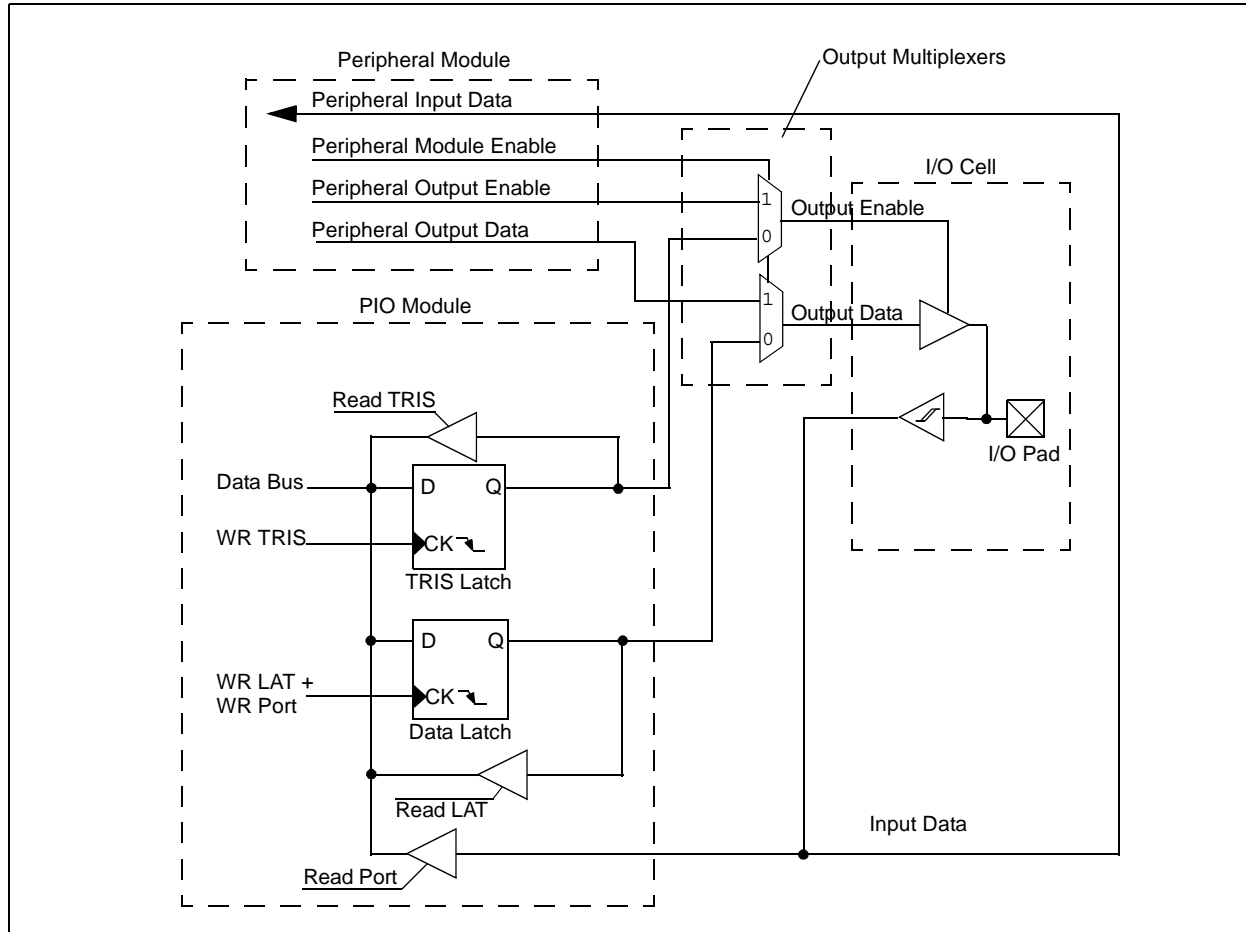 Peripheral Module
Output Multiplexers
Peripheral Input Data
Peripheral Module Enable
I/O Cell
Peripheral Output Enable
1
Output Enable
Peripheral Output Data
0
1
PIO Module
Output Data
0
Read TRIS
I/O Pad
Data Bus
D
Q
WR TRIS
CK
TRIS Latch
D
Q
WR LAT +
WR Port
CK
Data Latch
Read LAT
Input Data
Read Port